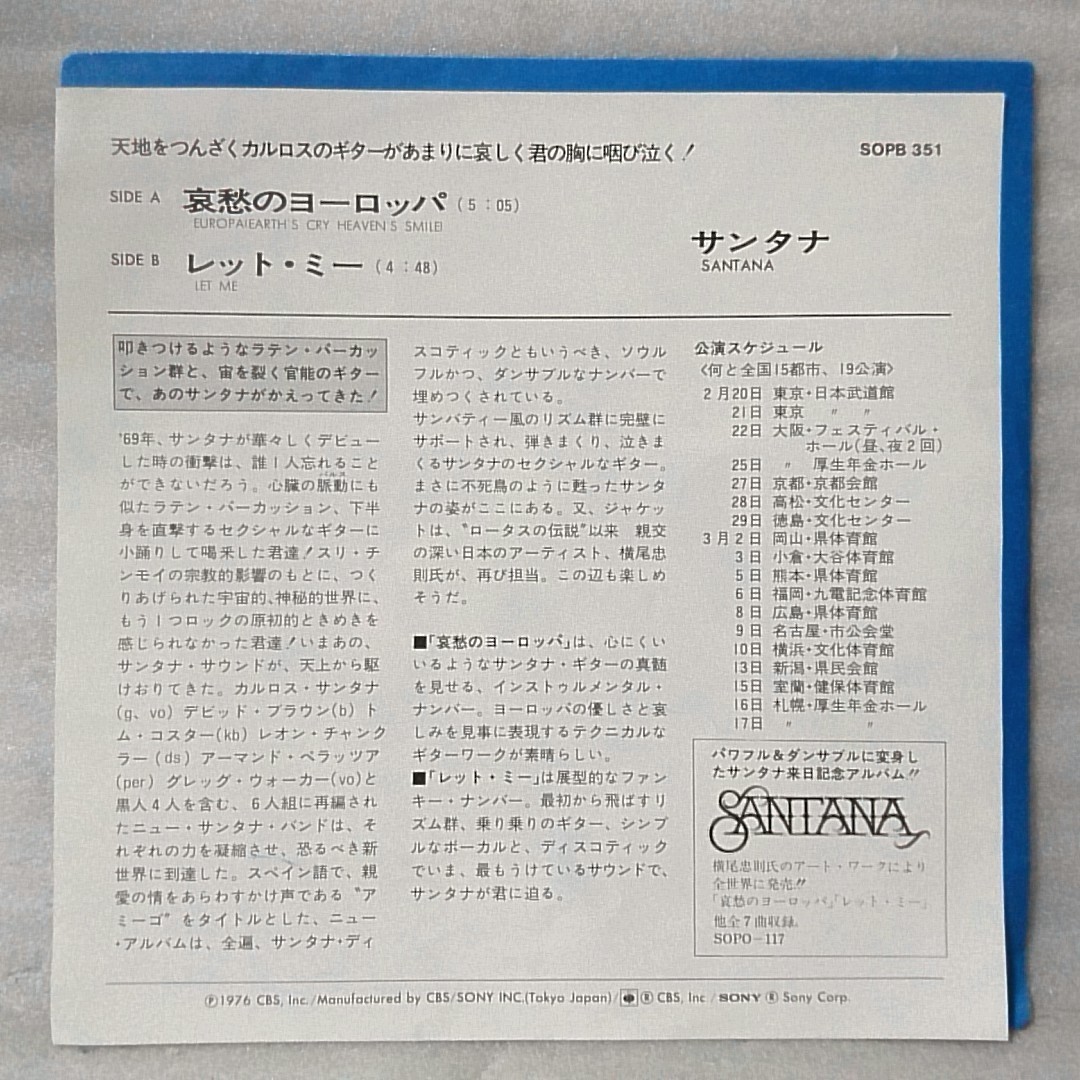 天地をつんざくカルロスのギターがあまりに哀しく君の胸に咽び泣く！
SOPB 351
SIDE A 哀愁のヨーロッパ（5：05）
EUROPA(EARTH'S CRY HEAVEN'S SMILE)
SIDE B レット・ミー（4：48）
LET ME
サンタナ
SANTANA
叩きつけるようなラテン・パーカッ
ション群と、宙を裂く官能のギター
で、あのサンタナがかえってきた！
'69年、サンタナが華々しくデビュー
した時の衝撃は、誰1人忘れること
ができないだろう。心臓の脈動にも
パルス
似たラテン・パーカッション、下半
身を直撃するセクシャルなギターに
小踊りして喝采した君達！スリ・チ
ンモイの宗教的影響のもとに、つく
りあげられた宇宙的、神秘的世界に、
もう1つロックの原初的ときめきを
感じられなかった君達！いまあの、
サンタナ・サウンドが、天上から駆
けおりてきた。カルロス・サンタナ
(g、vo) デビッド・ブラウン(b) ト
ム・コスター(kb) レオン・チャンク
ラー(ds) アーマンド・ペラッツア
(per) グレッグ・ウォーカー(vo)と
黒人4人を含む、6人組に再編され
たニュー・サンタナ・バンドは、そ
れぞれの力を凝縮させ、恐るべき新
世界に到達した。スペイン語で、親
愛の情をあらわすかけ声である“ア
ミーゴ”をタイトルとした、ニュー
・アルバムは、全遍、サンタナ・ディ
スコティックともいうべき、ソウル
フルかつ、ダンサブルなナンバーで
埋めつくされている。
サンバティー風のリズム群に完璧に
サポートされ、弾きまくり、泣きま
くるサンタナのセクシャルなギター。
まさに不死鳥のように甦ったサンタ
ナの姿がここにある。又、ジャケッ
トは、“ロータスの伝説”以来　親交
の深い日本のアーティスト、横尾忠
則氏が、再び担当。この辺も楽しめ
そうだ。
■「哀愁のヨーロッパ」は、心にくい
いるようなサンタナ・ギターの真髄
を見せる、インストゥルメンタル・
ナンバー。ヨーロッパの優しさと哀
しみを見事に表現するテクニカルな
ギターワークが素晴らしい。
■「レット・ミー」は展型的なファン
キー・ナンバー。最初から飛ばすリ
ズム群、乗り乗りのギター、シンプ
ルなボーカルと、ディスコティック
でいま、最もうけているサウンドで、
サンタナが君に迫る。
公演スケジュール
〈何と全国15都市、19公演〉
2月20日 東京・日本武道館
21日 東京 〃 〃
22日 大阪・フェスティバル・
ホール（昼、夜2回）
25日 〃 厚生年金ホール
27日 京都・京都会館
28日 高松・文化センター
29日 徳島・文化センター
3月2日 岡山・県体育館
3日 小倉・大谷体育館
5日 熊本・県体育館
6日 福岡・九電記念体育館
8日 広島・県体育館
9日 名古屋・市公会堂
10日 横浜・文化体育館
13日 新潟・県民会館
15日 室蘭・健保体育館
16日 札幌・厚生年金ホール
17日 〃 〃
パワフル＆ダンサブルに変身し
たサンタナ来日記念アルバム！！
SANTANA
横尾忠則氏のアート・ワークにより
全世界に発売！！
「哀愁のヨーロッパ」「レット・ミー」
他全7曲収録。
SOPO-117
Ⓟ1976 CBS, Inc./Manufactured by CBS/SONY INC.(Tokyo Japan)/ ® CBS, Inc / SONY ® Sony Corp.